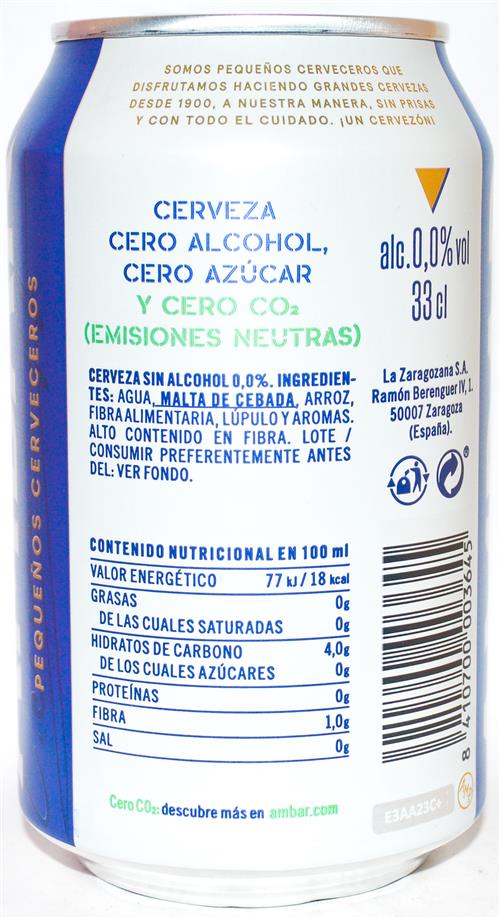 SOMOS PEQUEÑOS CERVECEROS QUE
DISFRUTAMOS HACIENDO GRANDES CERVEZAS
DESDE 1900, A NUESTRA MANERA, SIN PRISAS
Y CON TODO EL CUIDADO. ¡UN CERVEZÓN!
CERVEZA
CERO ALCOHOL,
CERO AZÚCAR
Y CERO CO₂
(EMISIONES NEUTRAS)
CERVEZA SIN ALCOHOL 0,0%. INGREDIEN-
TES: AGUA, MALTA DE CEBADA, ARROZ,
FIBRA ALIMENTARIA, LÚPULO Y AROMAS.
ALTO CONTENIDO EN FIBRA. LOTE /
CONSUMIR PREFERENTEMENTE ANTES
DEL: VER FONDO.
alc.0,0% vol
33 cl
La Zaragozana S.A.
Ramón Berenguer IV, 1.
50007 Zaragoza
(España).
CONTENIDO NUTRICIONAL EN 100 ml
VALOR ENERGÉTICO 77 kJ / 18 kcal
GRASAS 0g
DE LAS CUALES SATURADAS 0g
HIDRATOS DE CARBONO 4,0g
DE LOS CUALES AZÚCARES 0g
PROTEÍNAS 0g
FIBRA 1,0g
SAL 0g
Cero CO₂: descubre más en ambar.com
8 410700 003645
E3AA23C+
PEQUEÑOS CERVECEROS